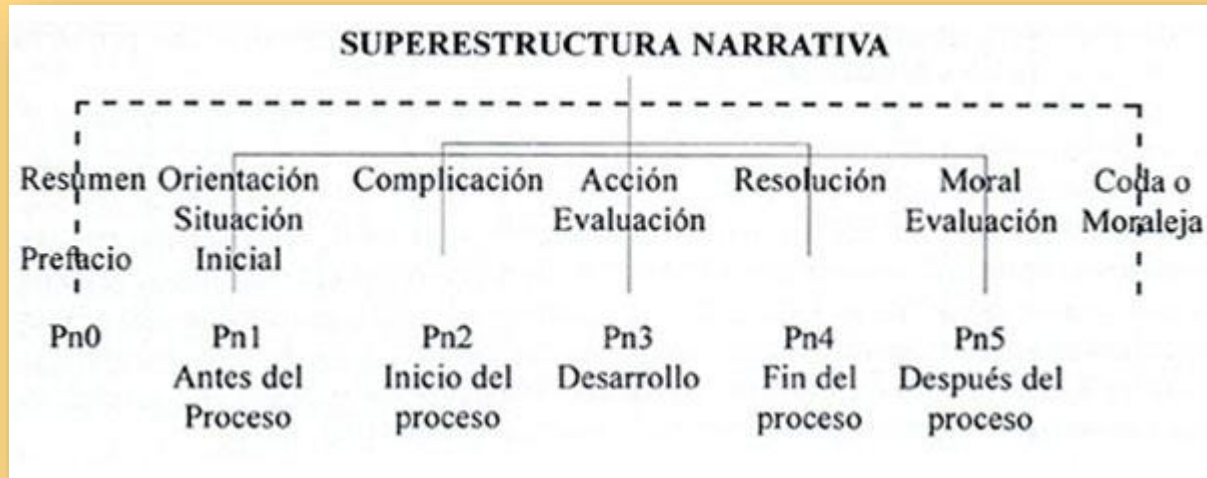 SUPERESTRUCTURA NARRATIVA
Resumen Orientación Complicación Acción Resolución Moral Coda o
Situación Evaluación Evaluación Moraleja
Prefacio Inicial
Pn0 Pn1 Pn2 Pn3 Pn4 Pn5
Antes del Inicio del Desarrollo Fin del Después del
Proceso proceso proceso proceso